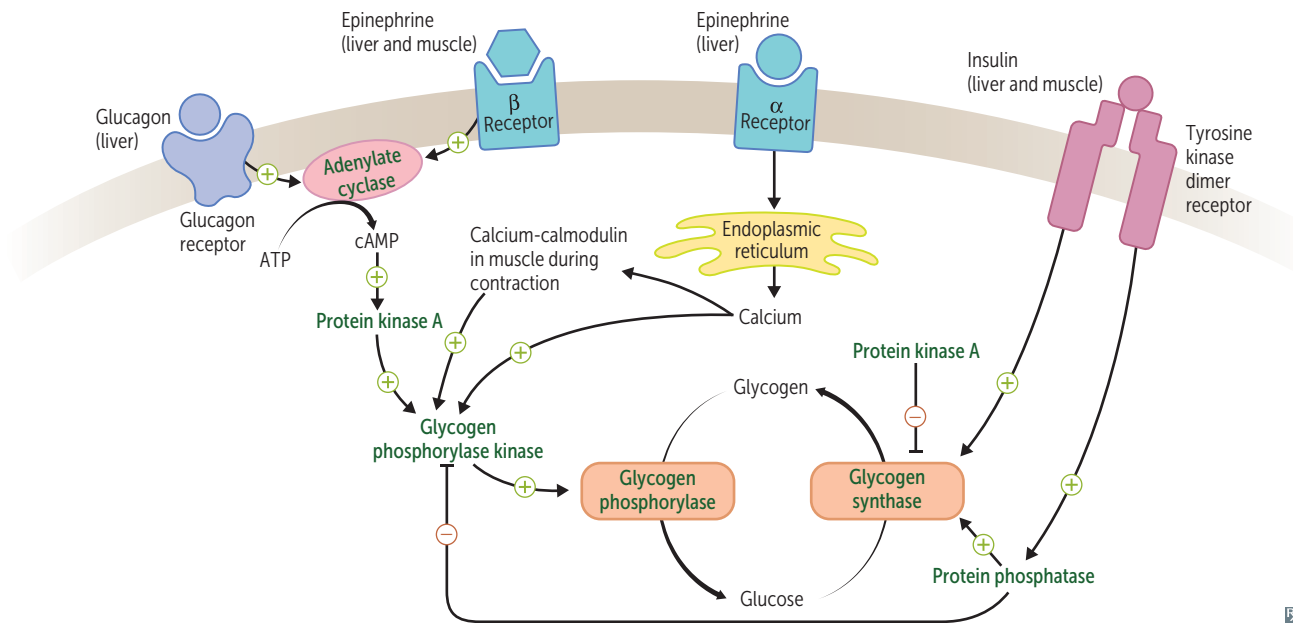 Epinephrine
(liver and muscle)
Epinephrine
(liver)
Insulin
(liver and muscle)
Glucagon
(liver)
β
Receptor
α
Receptor
Tyrosine
kinase
dimer
receptor
Adenylate
cyclase
Glucagon
receptor
ATP
cAMP
Calcium-calmodulin
in muscle during
contraction
Endoplasmic
reticulum
+
+
+
Protein kinase A
Calcium
+
+
+
Protein kinase A
+
−
Glycogen
Glycogen
phosphorylase kinase
+
Glycogen
phosphorylase
Glycogen
synthase
+
−
+
Protein phosphatase
Glucose